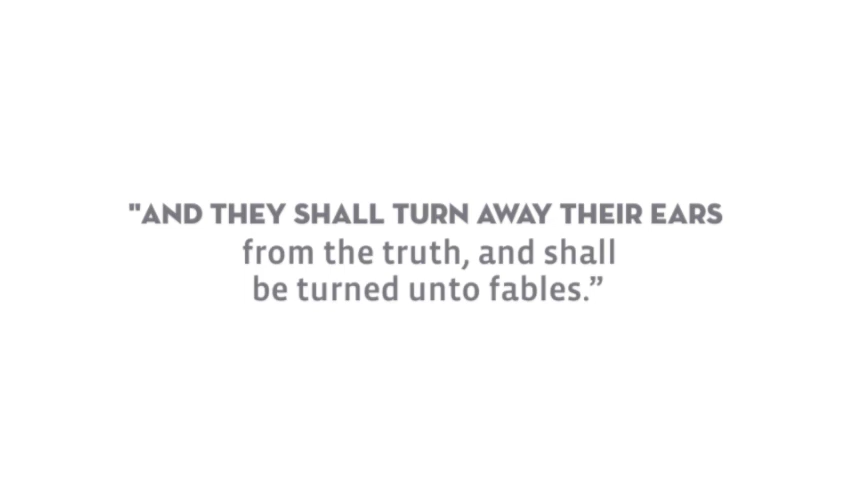 "AND THEY SHALL TURN AWAY THEIR EARS
from the truth, and shall
be turned unto fables.”